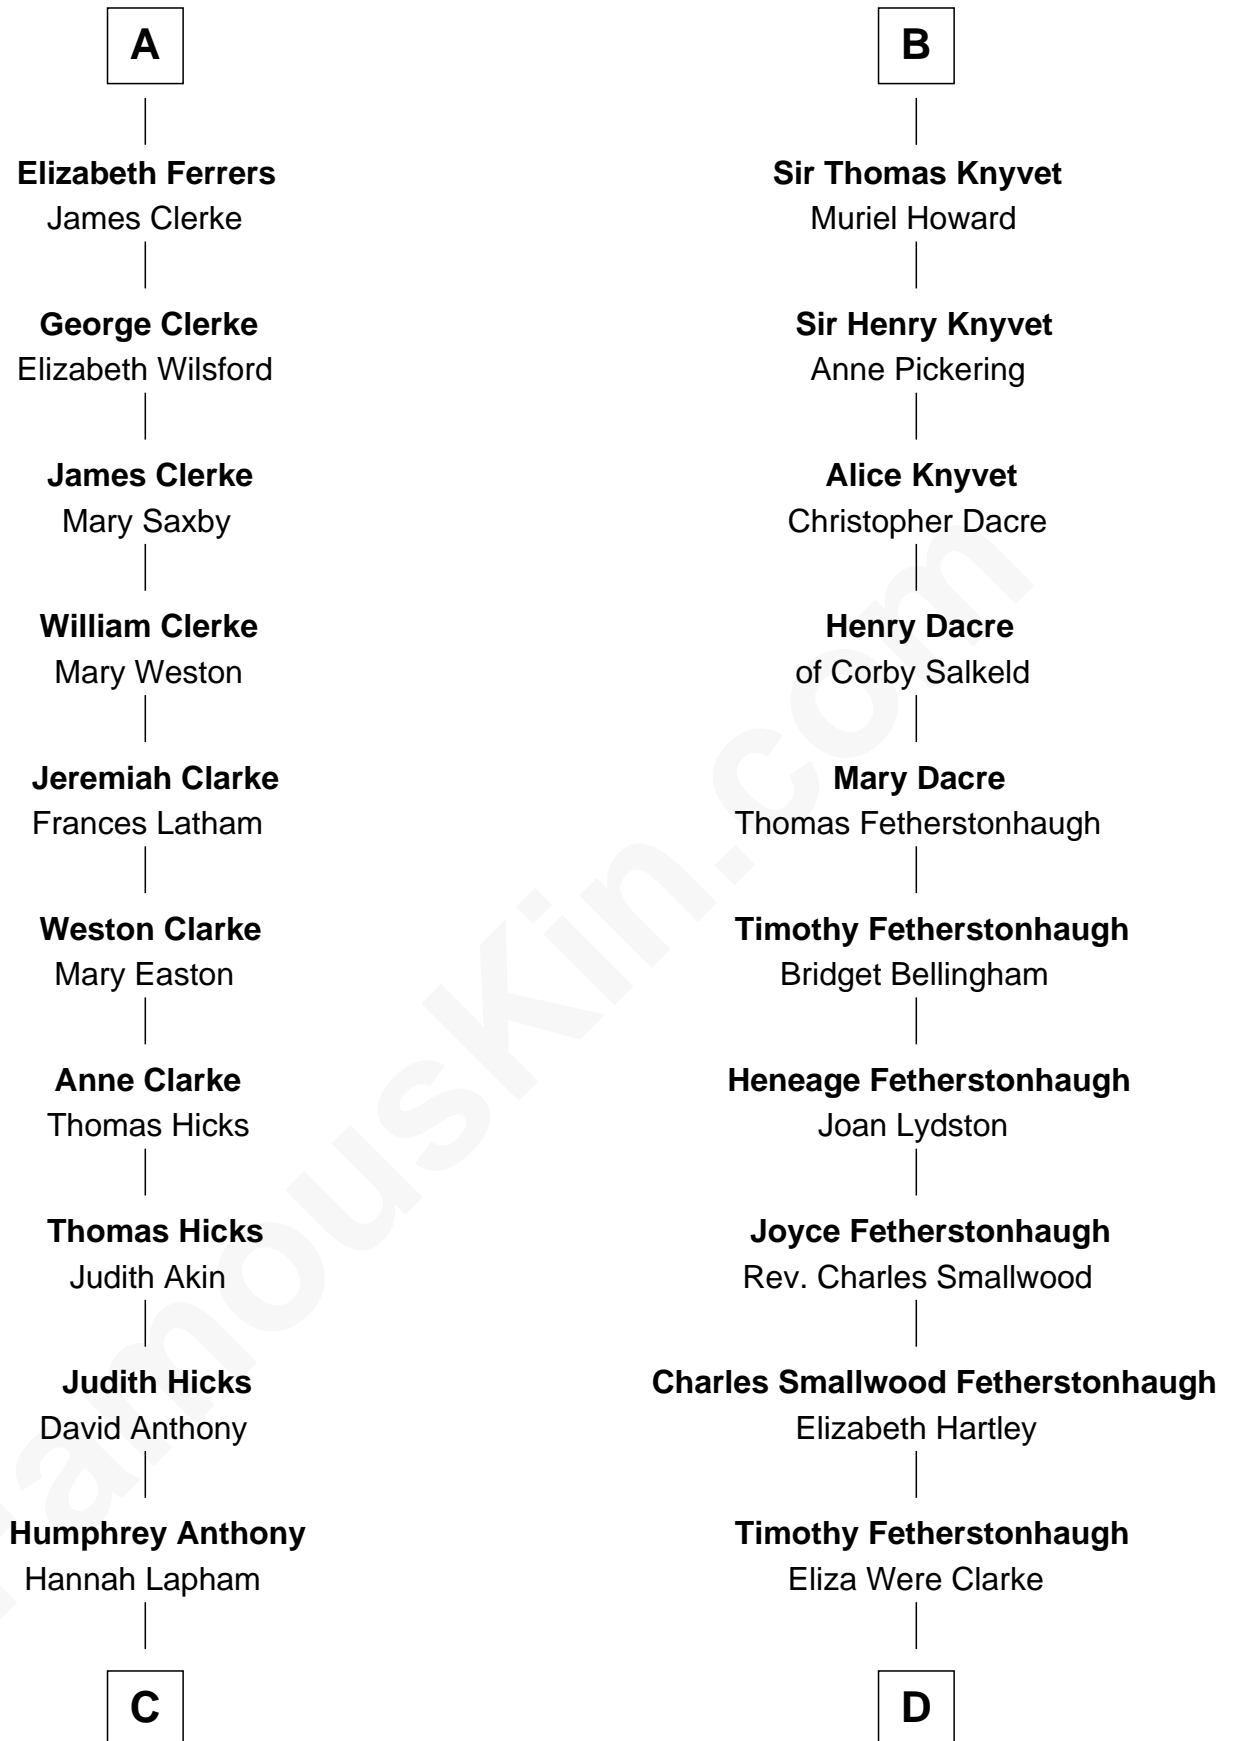 A
Elizabeth Ferrers
James Clerke
George Clerke
Elizabeth Wilsford
James Clerke
Mary Saxby
William Clerke
Mary Weston
Jeremiah Clarke
Frances Latham
Weston Clarke
Mary Easton
Anne Clarke
Thomas Hicks
Thomas Hicks
Judith Akin
Judith Hicks
David Anthony
Humphrey Anthony
Hannah Lapham
C
B
Sir Thomas Knyvet
Muriel Howard
Sir Henry Knyvet
Anne Pickering
Alice Knyvet
Christopher Dacre
Henry Dacre
of Corby Salkeld
Mary Dacre
Thomas Fetherstonhaugh
Timothy Fetherstonhaugh
Bridget Bellingham
Heneage Fetherstonhaugh
Joan Lydston
Joyce Fetherstonhaugh
Rev. Charles Smallwood
Charles Smallwood Fetherstonhaugh
Elizabeth Hartley
Timothy Fetherstonhaugh
Eliza Were Clarke
D
FamousKin.com